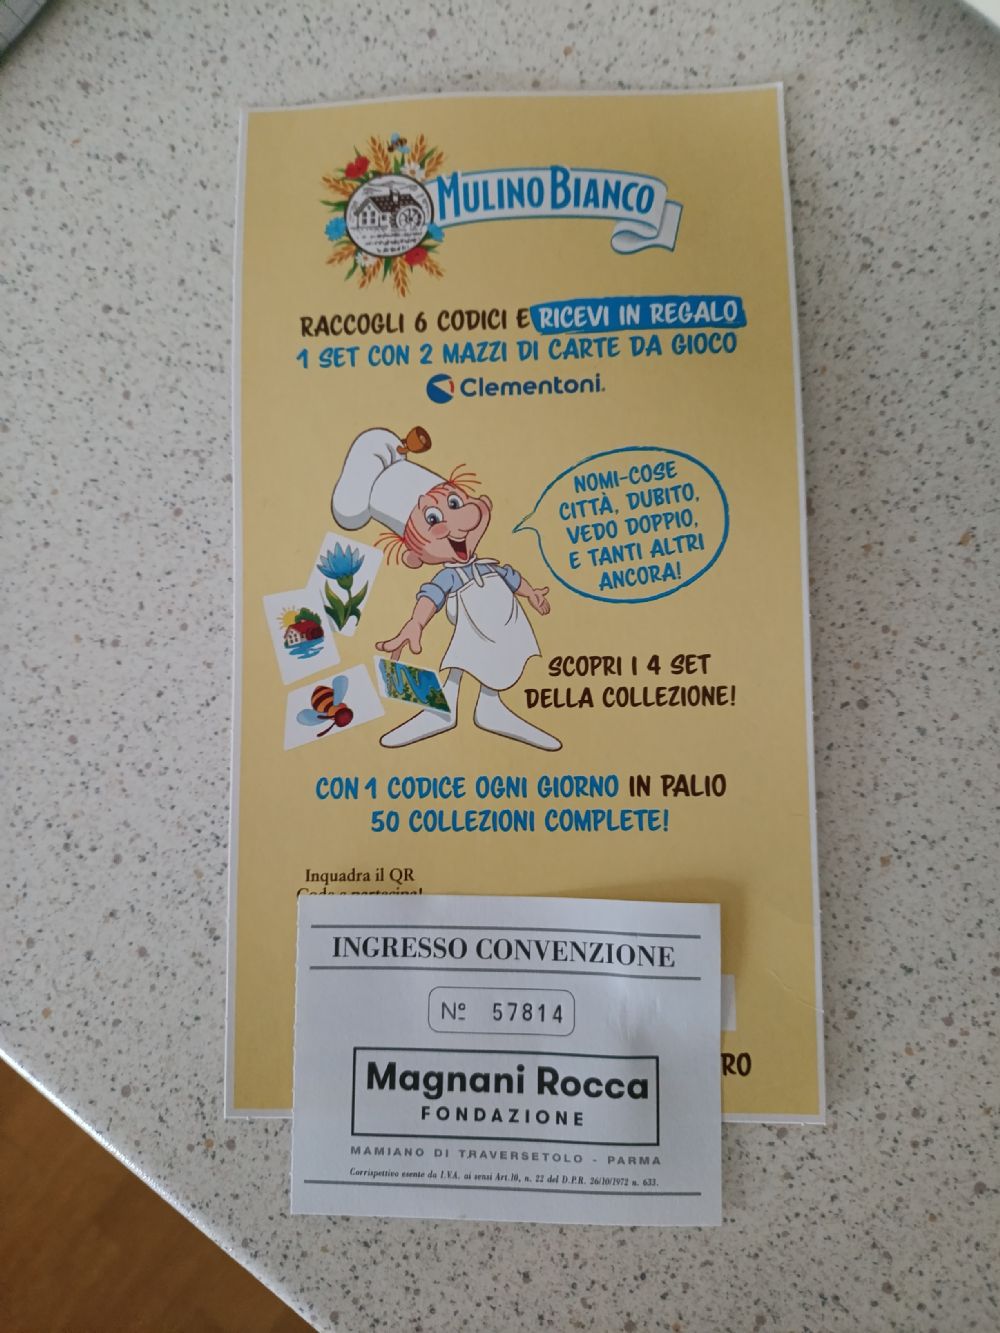 MULINO BIANCO
RACCOGLI 6 CODICI E RICEVI IN REGALO
1 SET CON 2 MAZZI DI CARTE DA GIOCO
Clementoni.
NOMI-COSE
CITTÀ, DUBITO,
VEDO DOPPIO,
E TANTI ALTRI
ANCORA!
SCOPRI I 4 SET
DELLA COLLEZIONE!
CON 1 CODICE OGNI GIORNO IN PALIO
50 COLLEZIONI COMPLETE!
Inquadra il QR
Code e partecipa!
RO
INGRESSO CONVENZIONE
Nº 57814
Magnani Rocca
FONDAZIONE
MAMIANO DI TRAVERSETOLO - PARMA
Corrispettivo esente da I.V.A. ai sensi Art.10, n. 22 del D.P.R. 26/10/1972 n. 633.